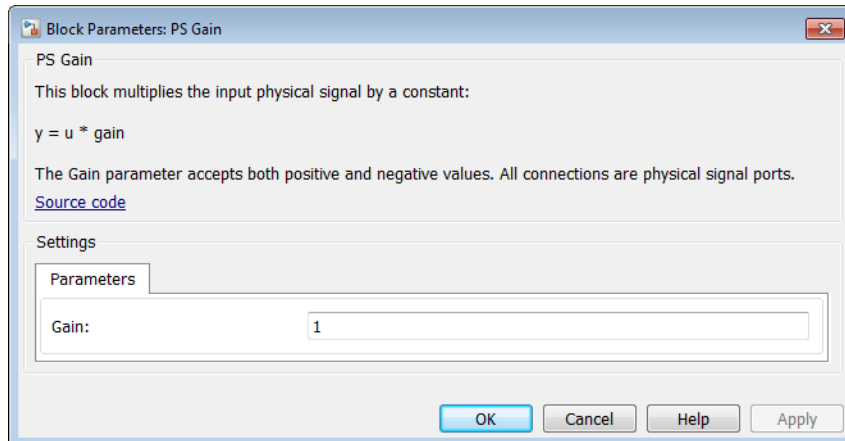 Block Parameters: PS Gain
PS Gain
This block multiplies the input physical signal by a constant:
y = u * gain
The Gain parameter accepts both positive and negative values. All connections are physical signal ports.
Source code
Settings
Parameters
Gain: 1
OK Cancel Help Apply